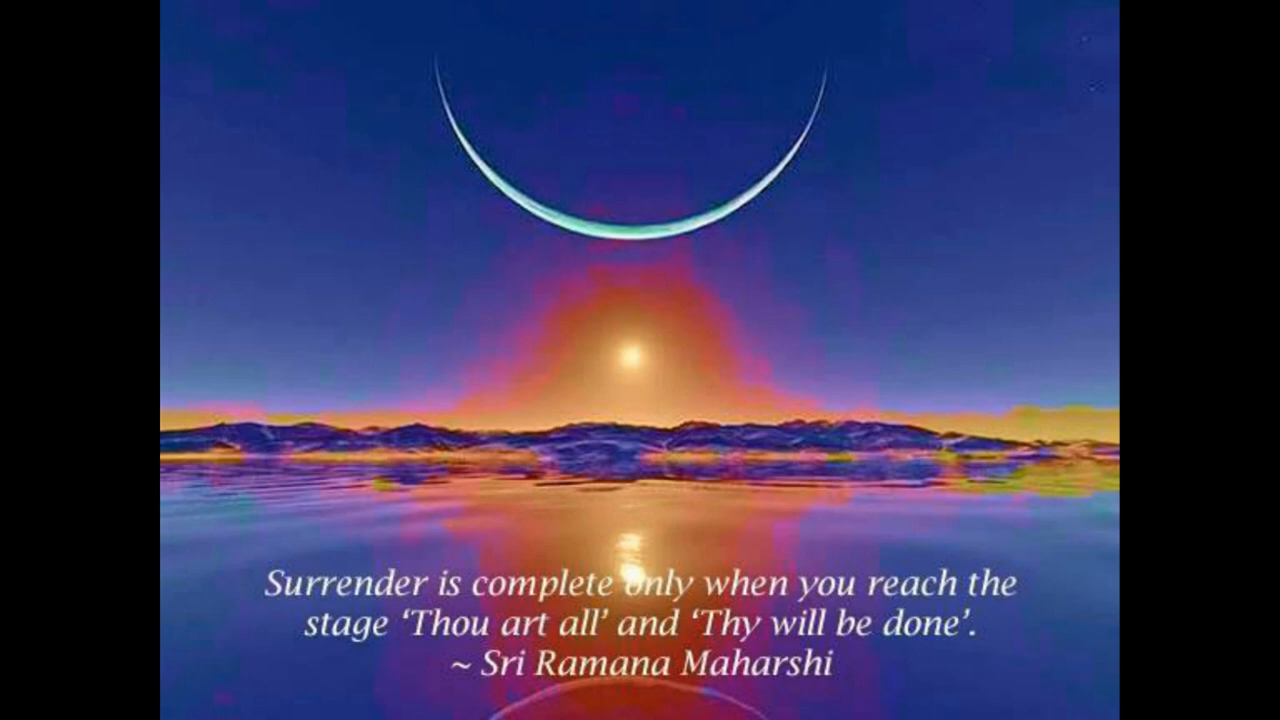 Surrender is complete only when you reach the
stage ‘Thou art all’ and ‘Thy will be done’.
~ Sri Ramana Maharshi